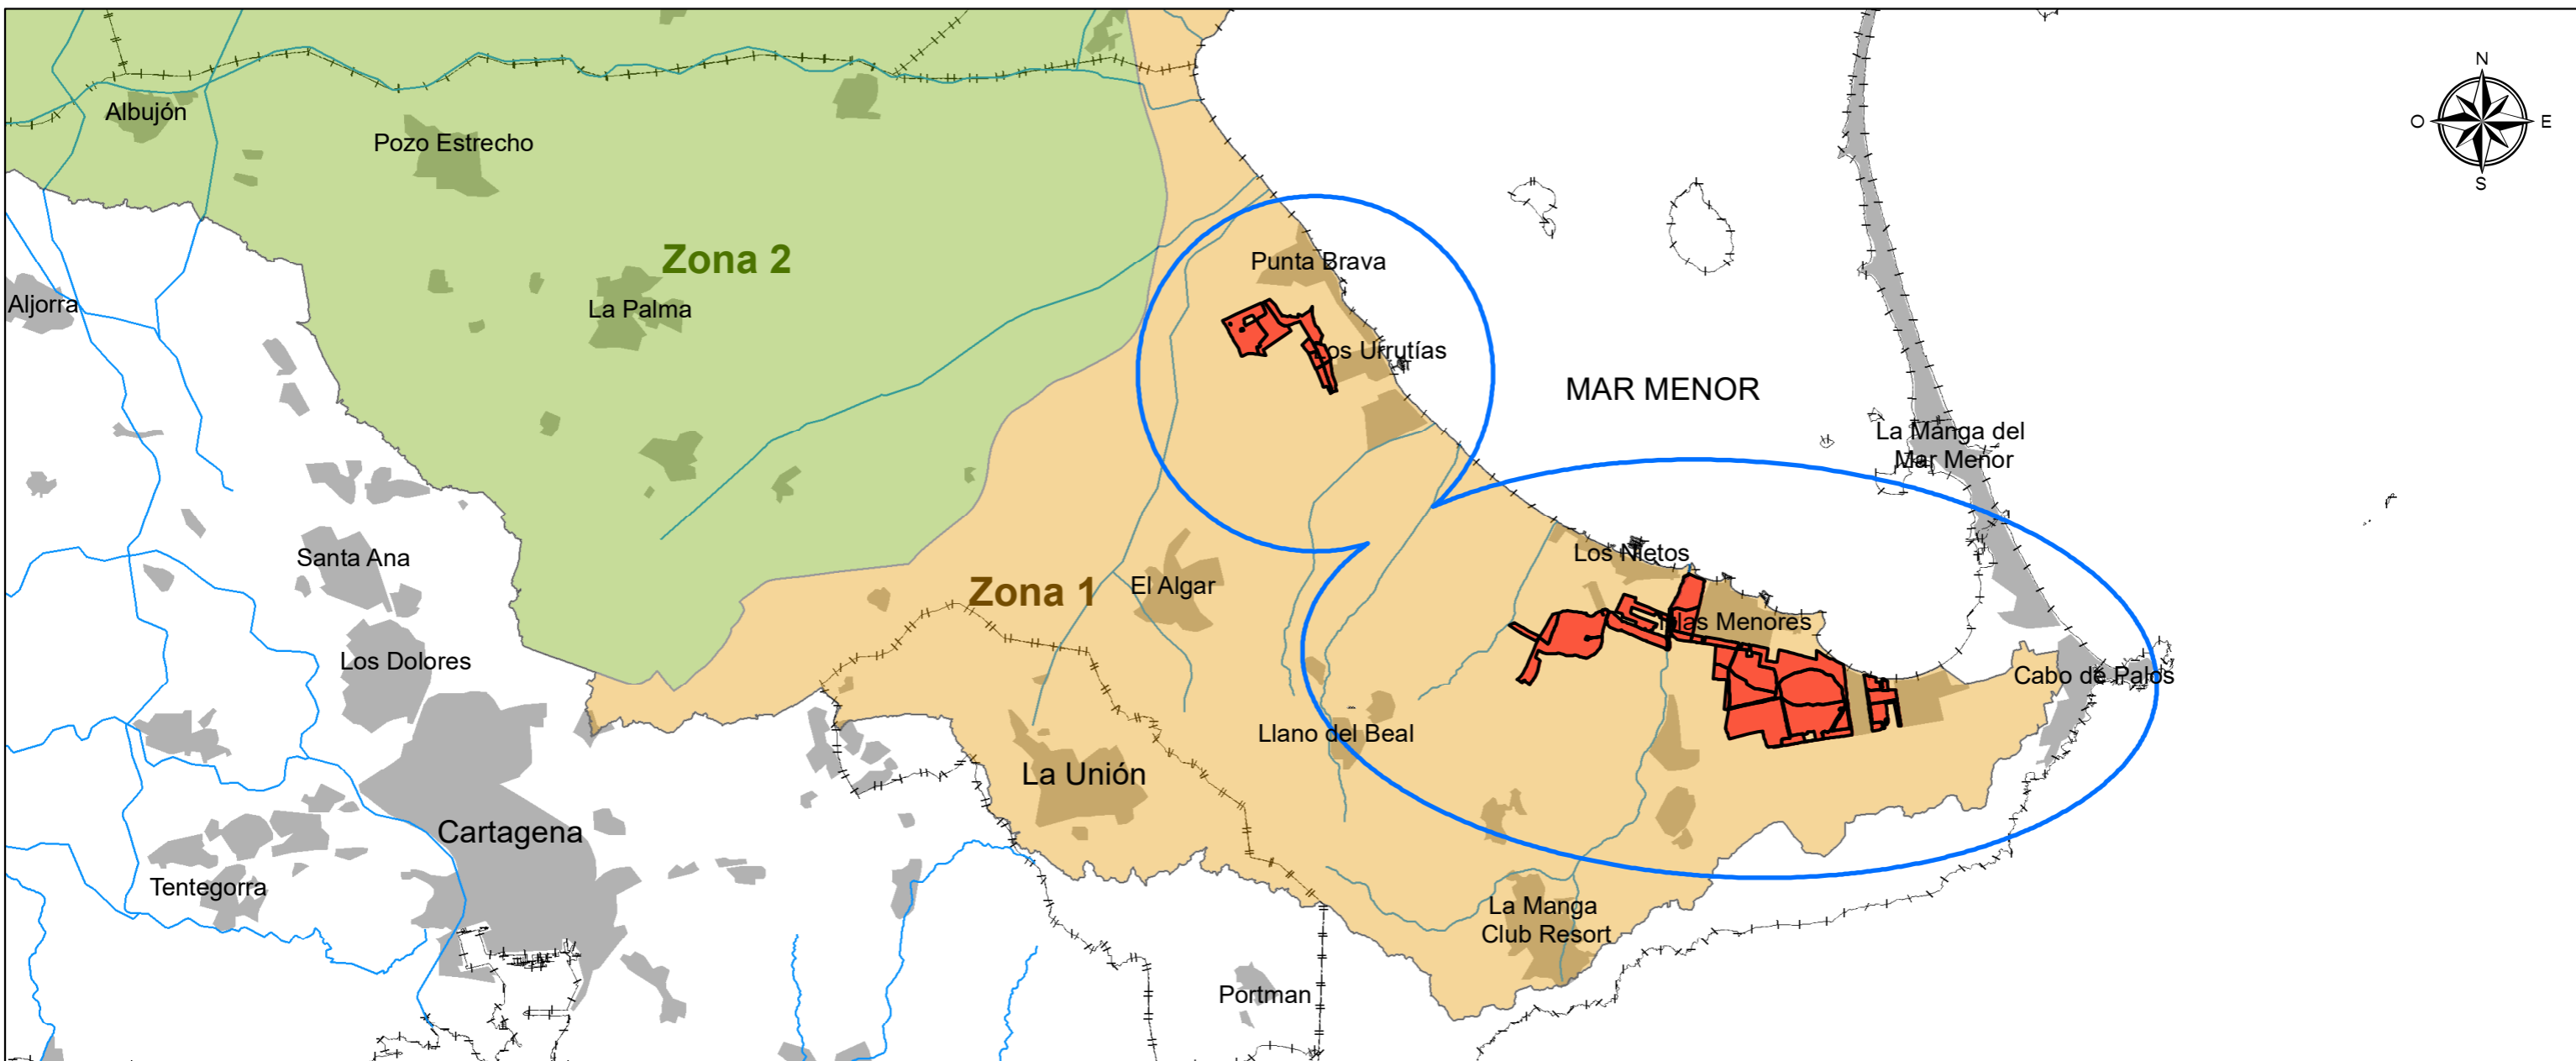 N
O
E
S
Albujón
Pozo Estrecho
Zona 2
Punta Brava
Aljorra
La Palma
Los Urrutías
MAR MENOR
La Manga del
Mar Menor
Santa Ana
Los Nietos
Zona 1
El Algar
Islas Menores
Los Dolores
Cabo de Palos
Llano del Beal
La Unión
Cartagena
Tentegorra
La Manga
Club Resort
Portman